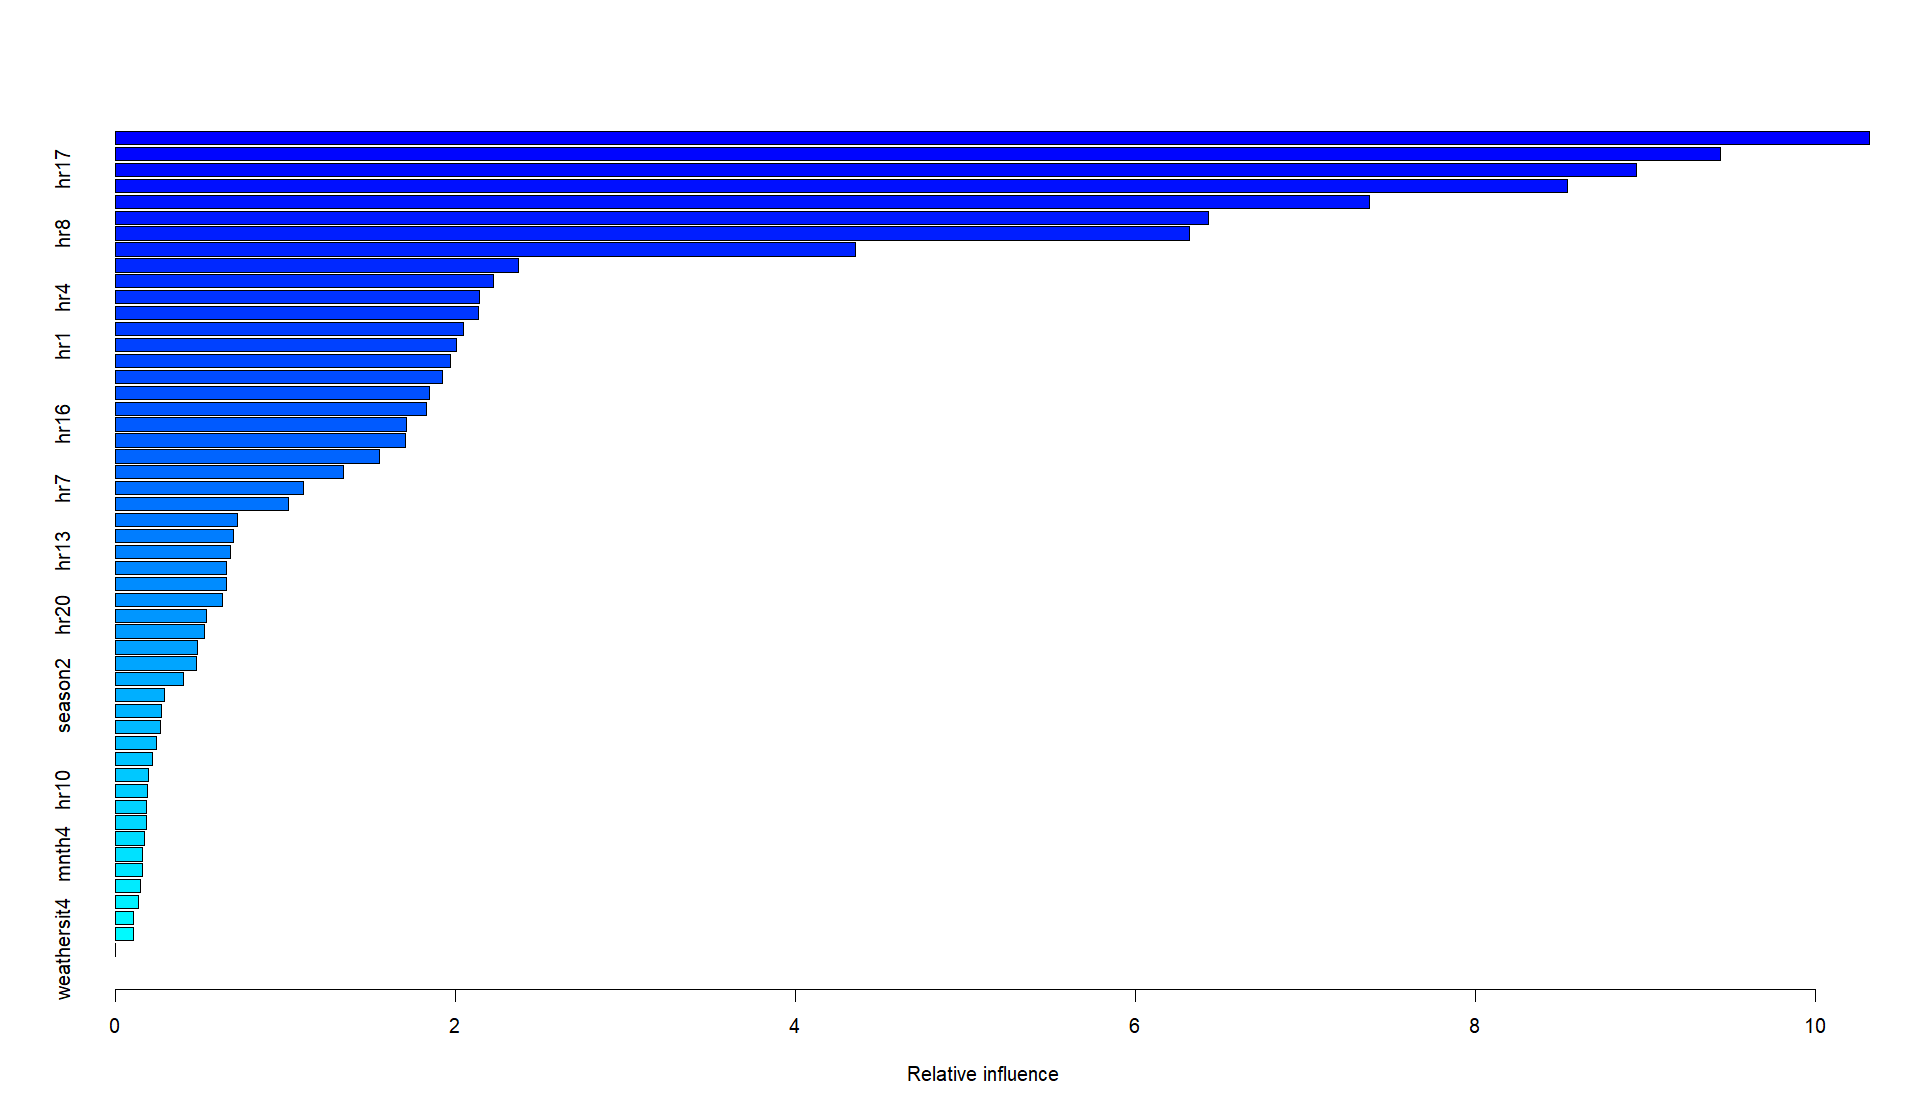 hr17
hr8
hr4
hr1
hr16
hr7
hr13
hr20
season2
hr10
mnth4
weathersit4
0 2 4 6 8 10
Relative influence